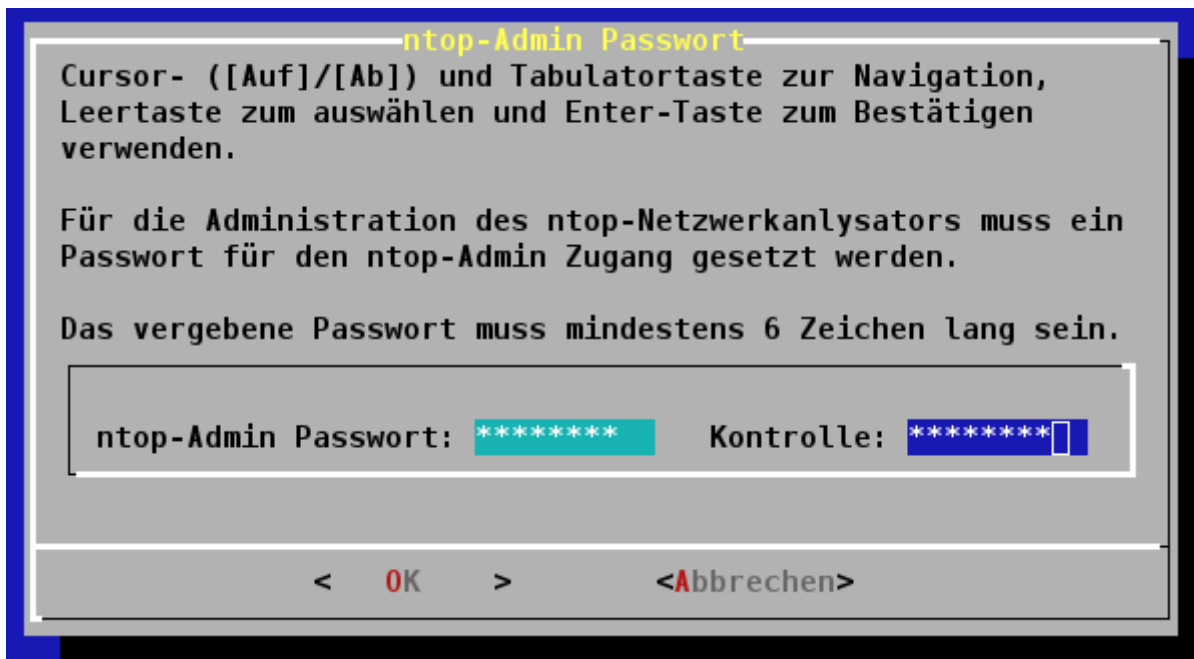 ntop-Admin Passwort
Cursor- ([Auf]/[Ab]) und Tabulatortaste zur Navigation,
Leertaste zum auswählen und Enter-Taste zum Bestätigen
verwenden.
Für die Administration des ntop-Netzwerkanlysators muss ein
Passwort für den ntop-Admin Zugang gesetzt werden.
Das vergebene Passwort muss mindestens 6 Zeichen lang sein.
ntop-Admin Passwort: ******** Kontrolle: ********
< OK > <Abbrechen>